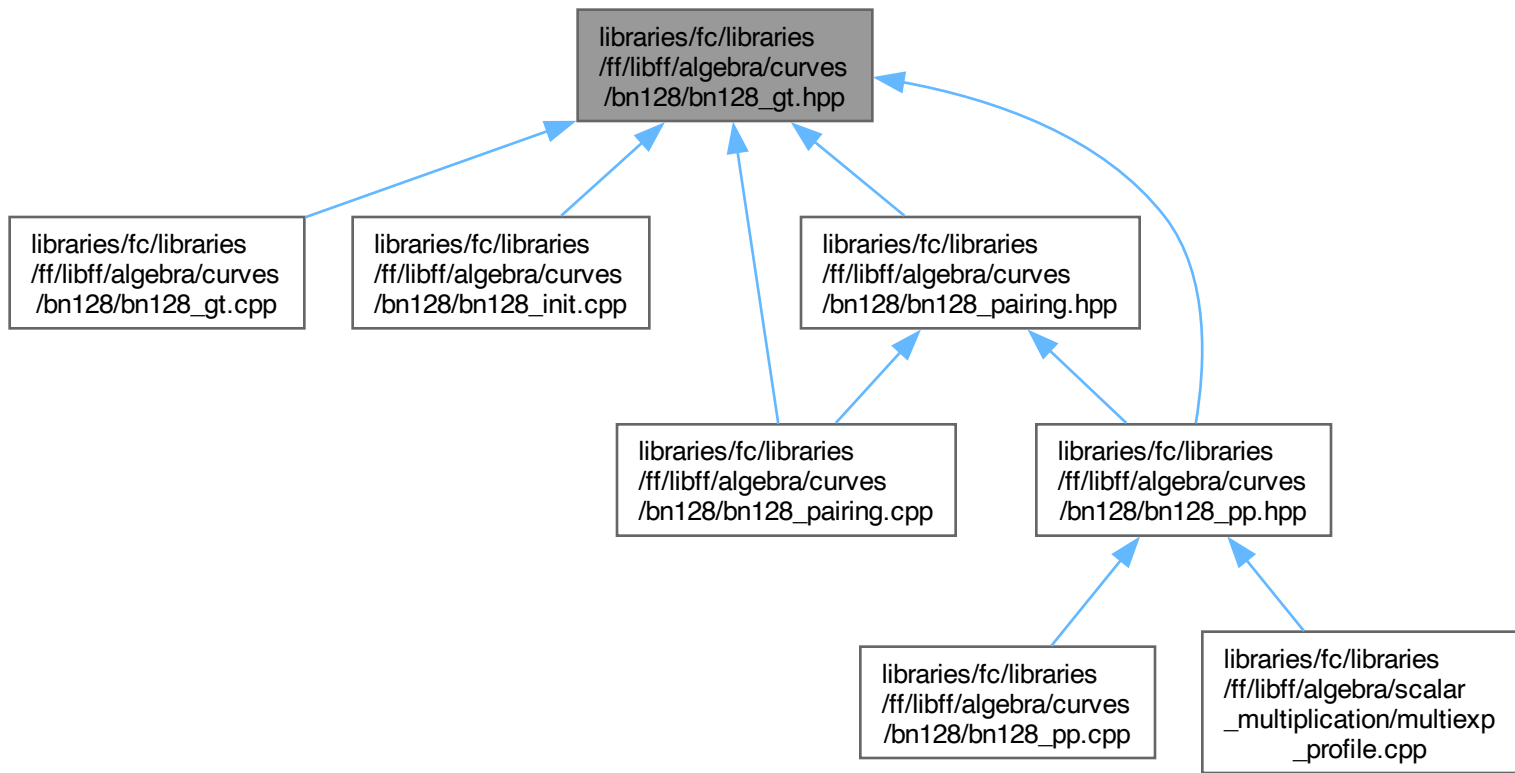 libraries/fc/libraries
/ff/libff/algebra/curves
/bn128/bn128_gt.hpp
libraries/fc/libraries
/ff/libff/algebra/curves
/bn128/bn128_gt.cpp
libraries/fc/libraries
/ff/libff/algebra/curves
/bn128/bn128_init.cpp
libraries/fc/libraries
/ff/libff/algebra/curves
/bn128/bn128_pairing.hpp
libraries/fc/libraries
/ff/libff/algebra/curves
/bn128/bn128_pairing.cpp
libraries/fc/libraries
/ff/libff/algebra/curves
/bn128/bn128_pp.hpp
libraries/fc/libraries
/ff/libff/algebra/curves
/bn128/bn128_pp.cpp
libraries/fc/libraries
/ff/libff/algebra/scalar
_multiplication/multiexp
_profile.cpp